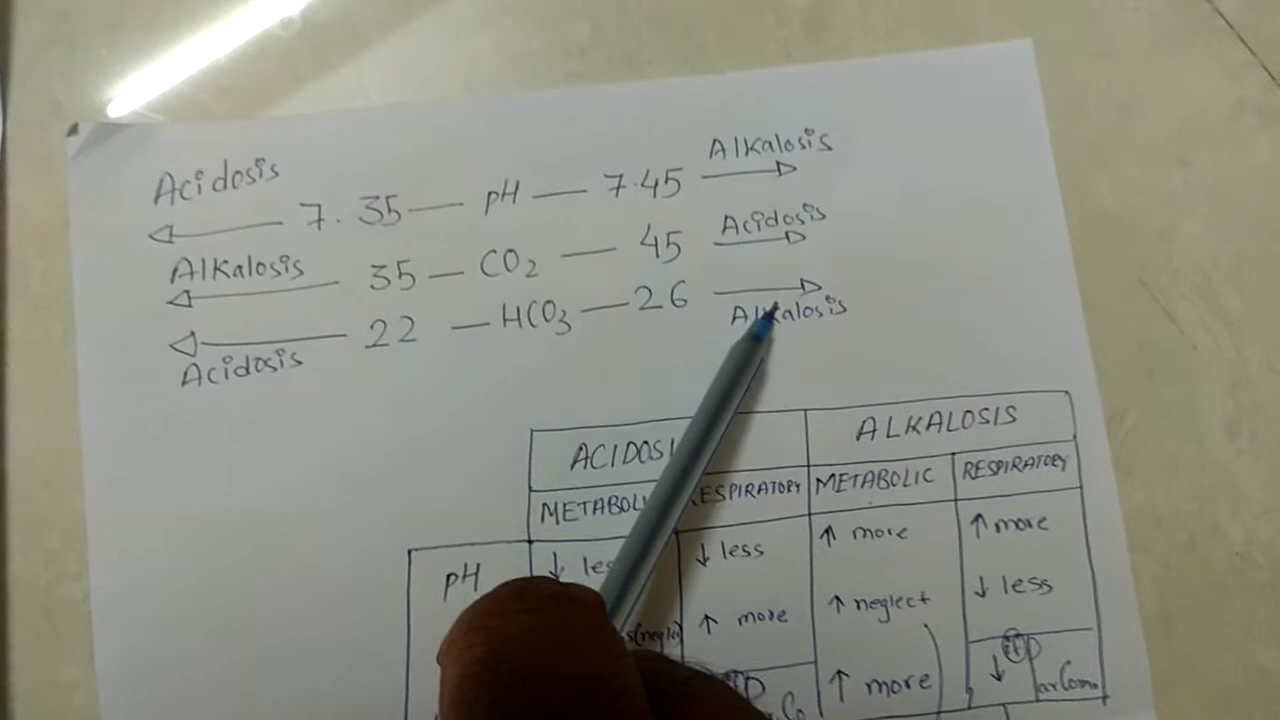 Acidosis 7.35 — pH — 7.45 Alkalosis
Alkalosis 35 — CO₂ — 45 Acidosis
Acidosis 22 — HCO₃ — 26 Alkalosis
ALKALOSIS
RESPIRATORY METABOLIC RESPIRATORY
pH ↓ less ↑ more ↑ more
↑ more ↑ neglect ↓ less
↑ more ↓